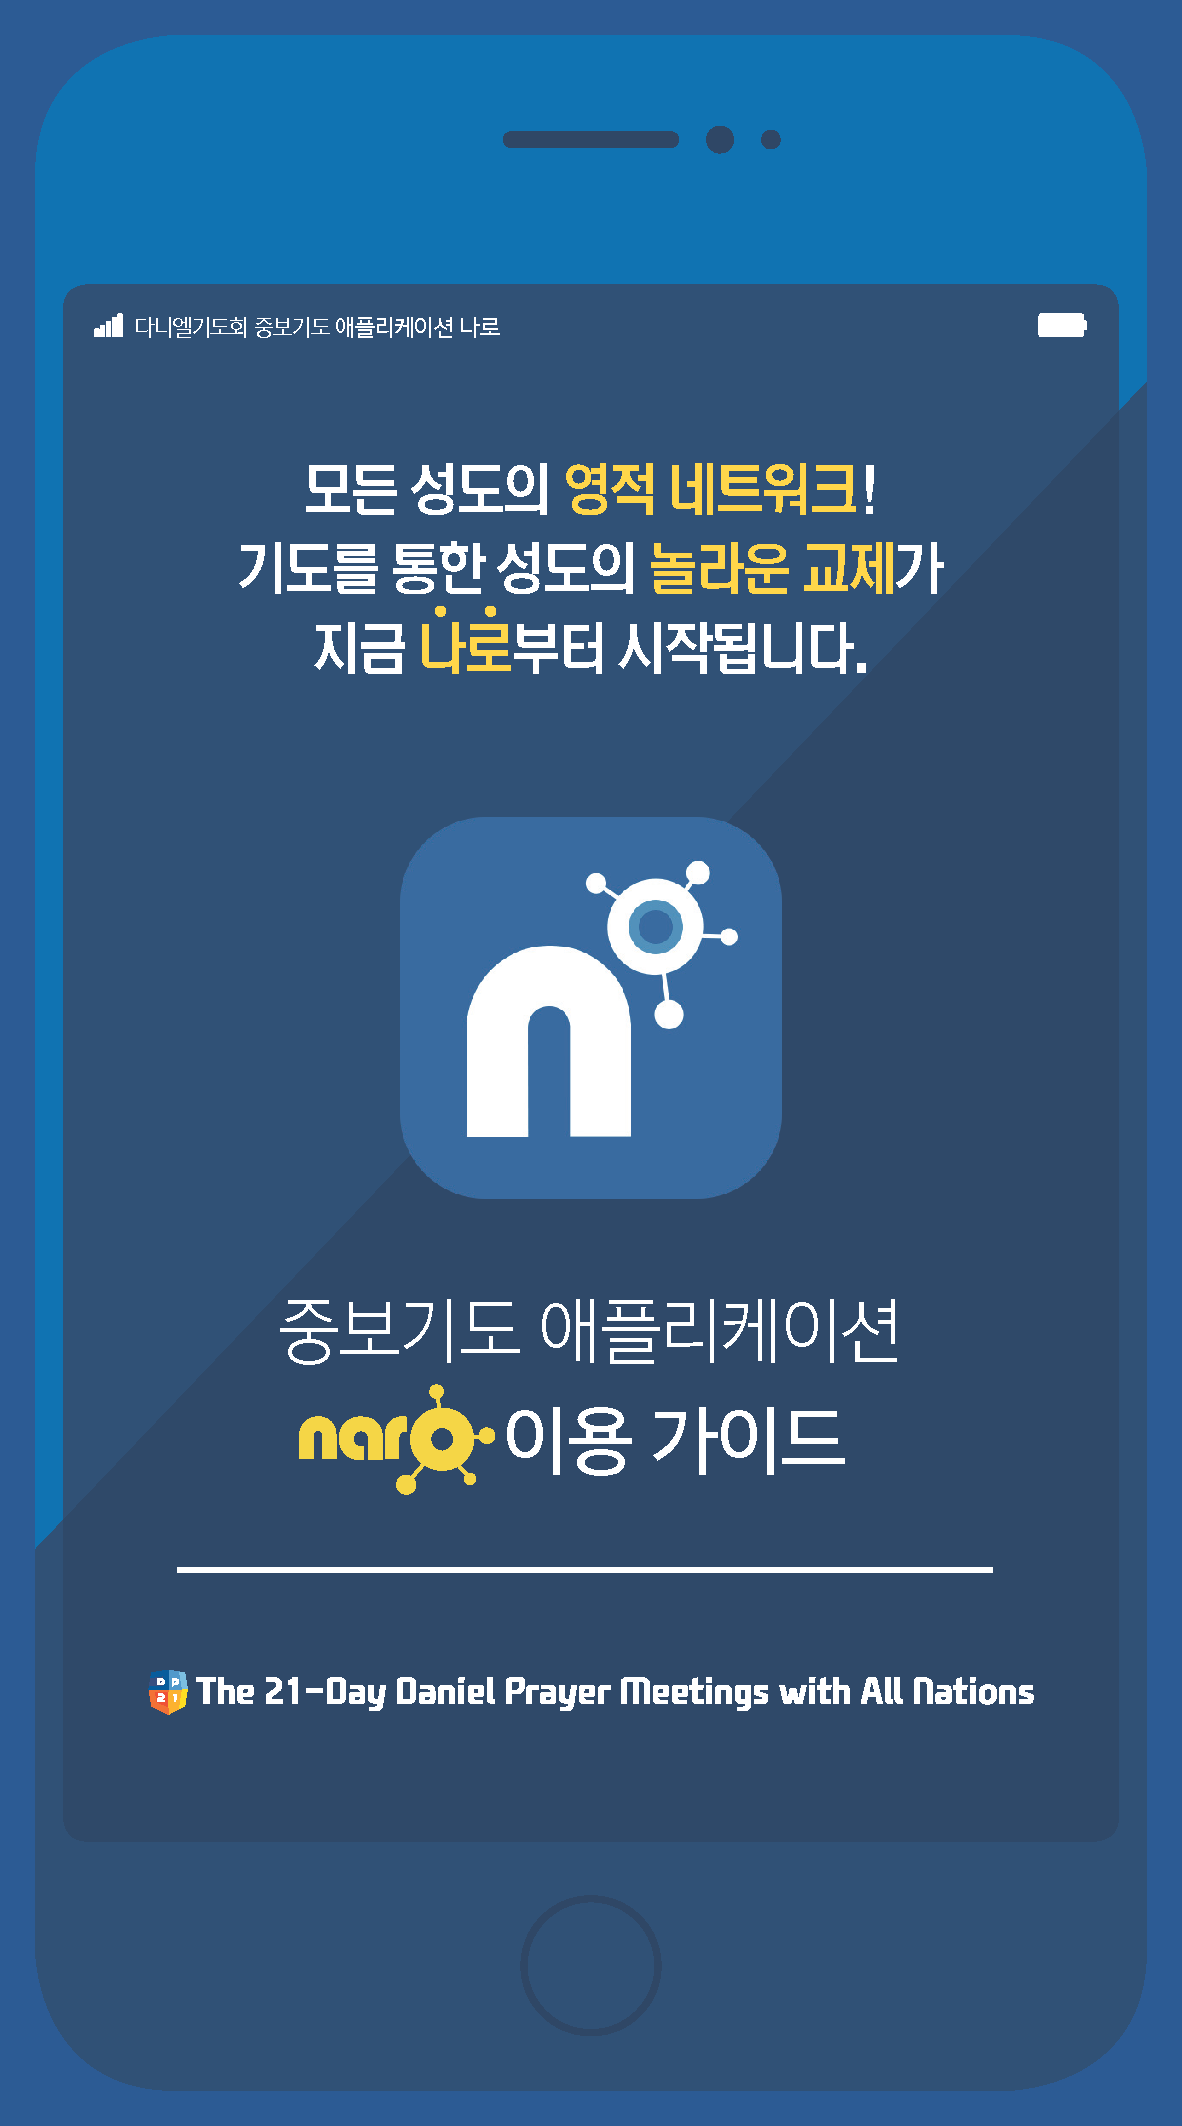 다니엘기도회 중보기도 애플리케이션 나로
모든 성도의 영적 네트워크!
기도를 통한 성도의 놀라운 교제가
지금 나로부터 시작됩니다.
n
중보기도 애플리케이션
naro 이용 가이드
DP
21
The 21-Day Daniel Prayer Meetings with All Nations